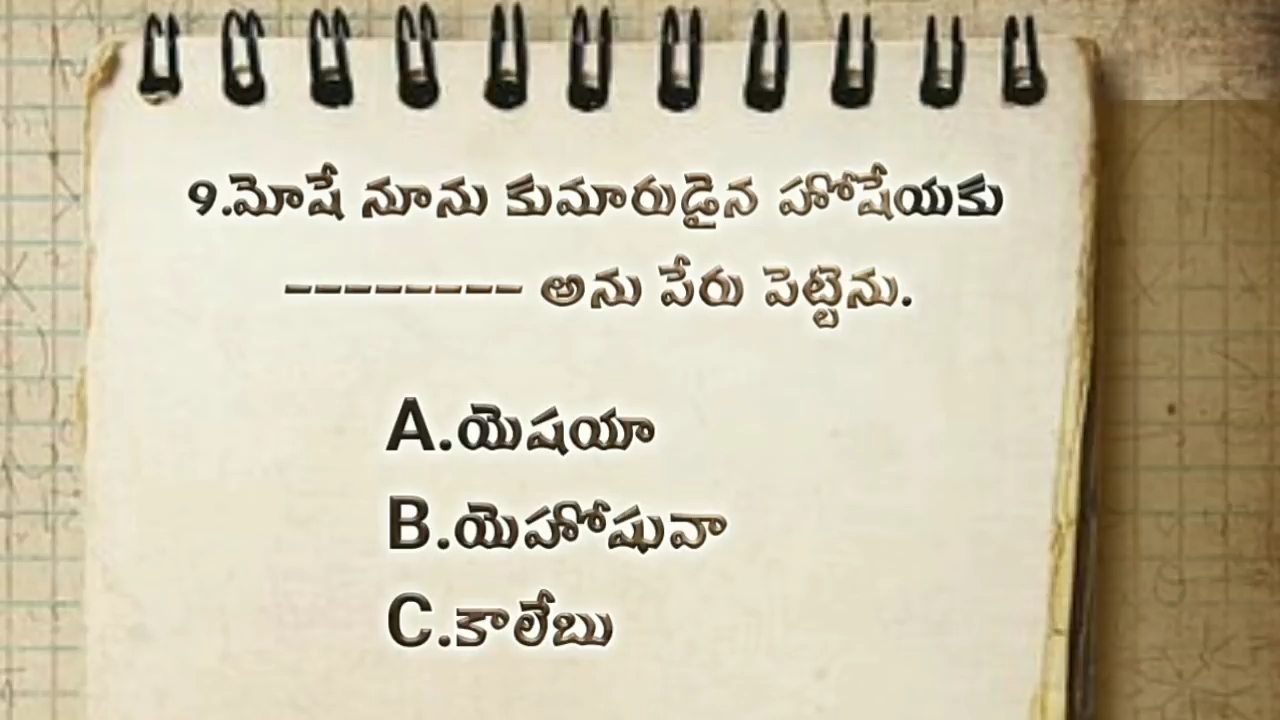 9.మోషే నూను కుమారుడైన హోషేయకు
-------- అను పేరు పెట్టెను.
A.యెషయా
B.యెహోషువా
C.కాలేబు